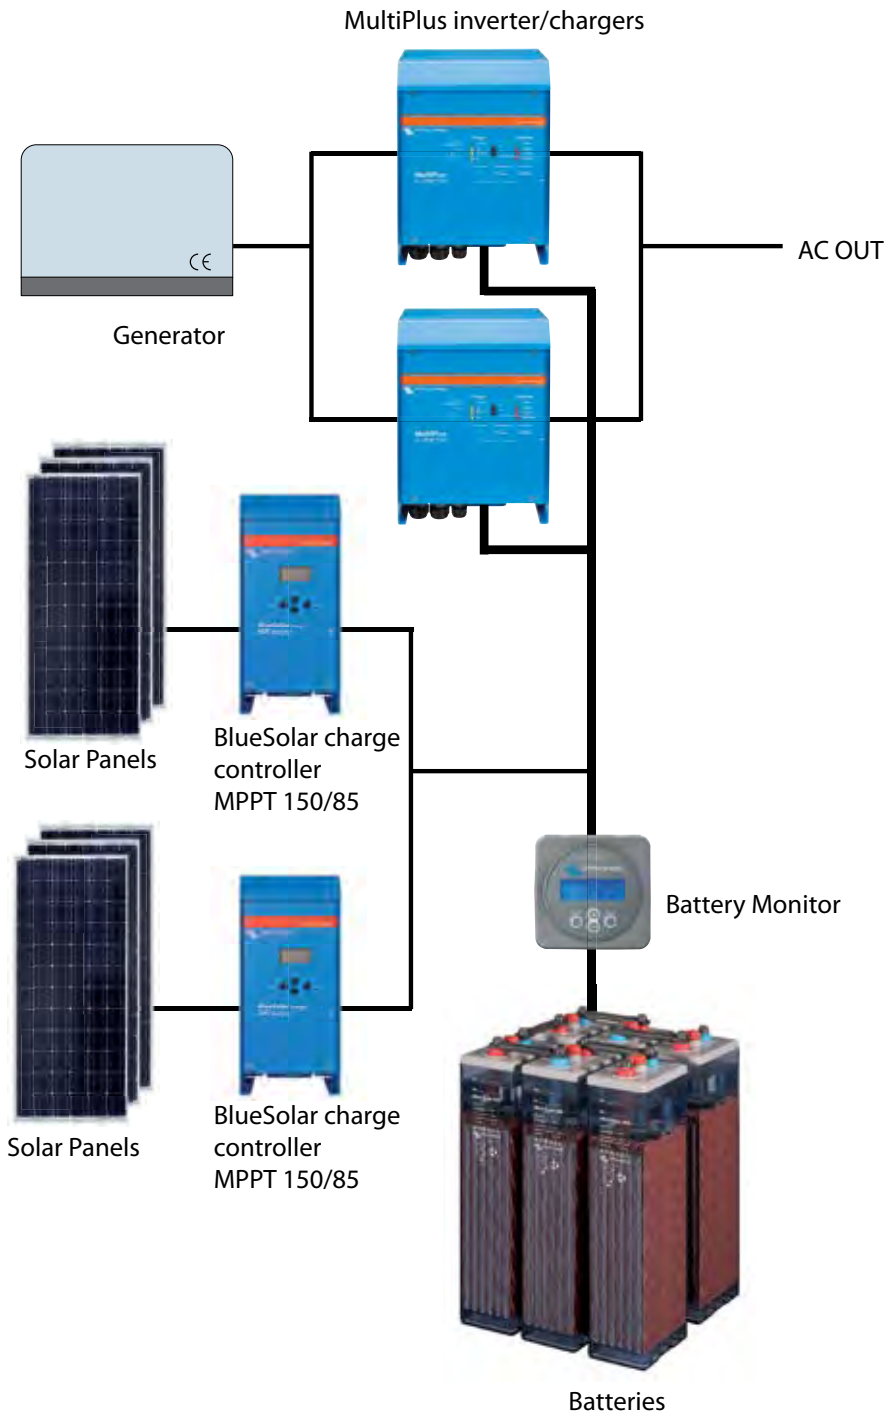 MultiPlus inverter/chargers
CE
AC OUT
Generator
Solar Panels
BlueSolar charge
controller
MPPT 150/85
Battery Monitor
Solar Panels
BlueSolar charge
controller
MPPT 150/85
Batteries